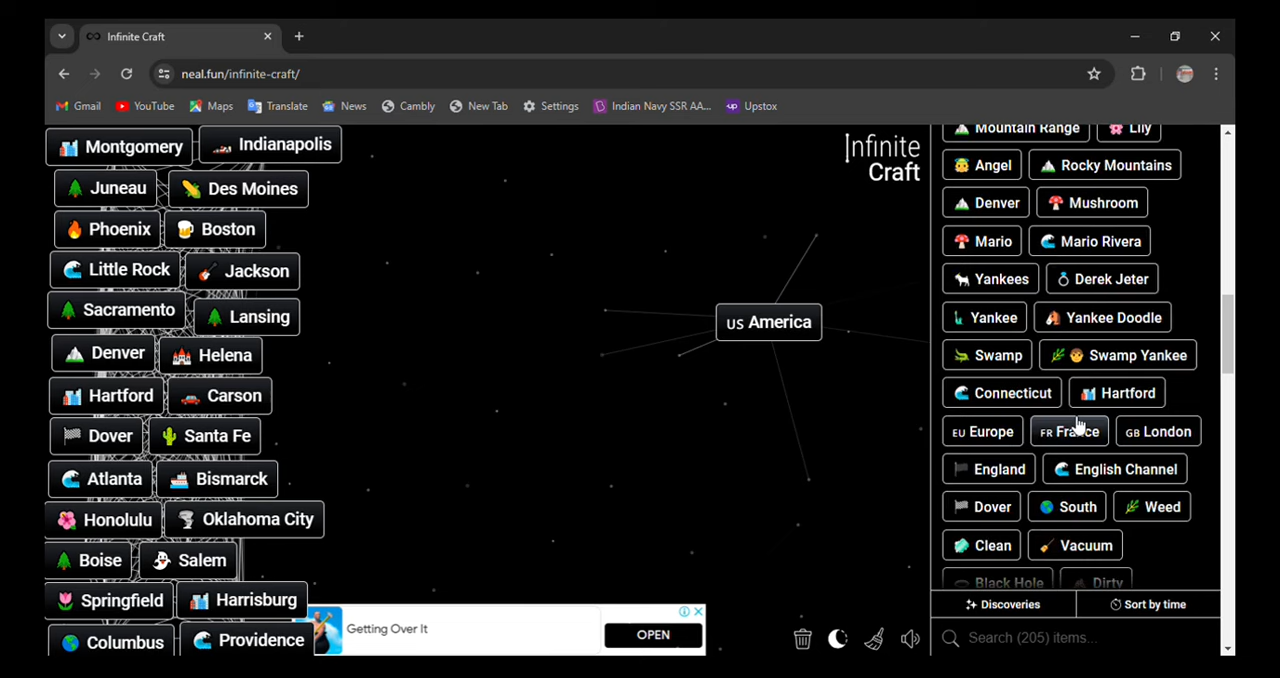 Infinite Craft
neal.fun/infinite-craft/
Gmail YouTube Maps Translate News Cambly New Tab Settings Indian Navy SSR AA... Upstox
Montgomery Indianapolis
Juneau Des Moines
Phoenix Boston
Little Rock Jackson
Sacramento Lansing
Denver Helena
Hartford Carson
Dover Santa Fe
Atlanta Bismarck
Honolulu Oklahoma City
Boise Salem
Springfield Harrisburg
Columbus Providence
US America
Infinite
Craft
Getting Over It OPEN
Mountain Range Lily
Angel Rocky Mountains
Denver Mushroom
Mario Mario Rivera
Yankees Derek Jeter
Yankee Yankee Doodle
Swamp Swamp Yankee
Connecticut Hartford
EU Europe FR France GB London
England English Channel
Dover South Weed
Clean Vacuum
Black Hole Dirty
Discoveries Sort by time
Search (205) items...